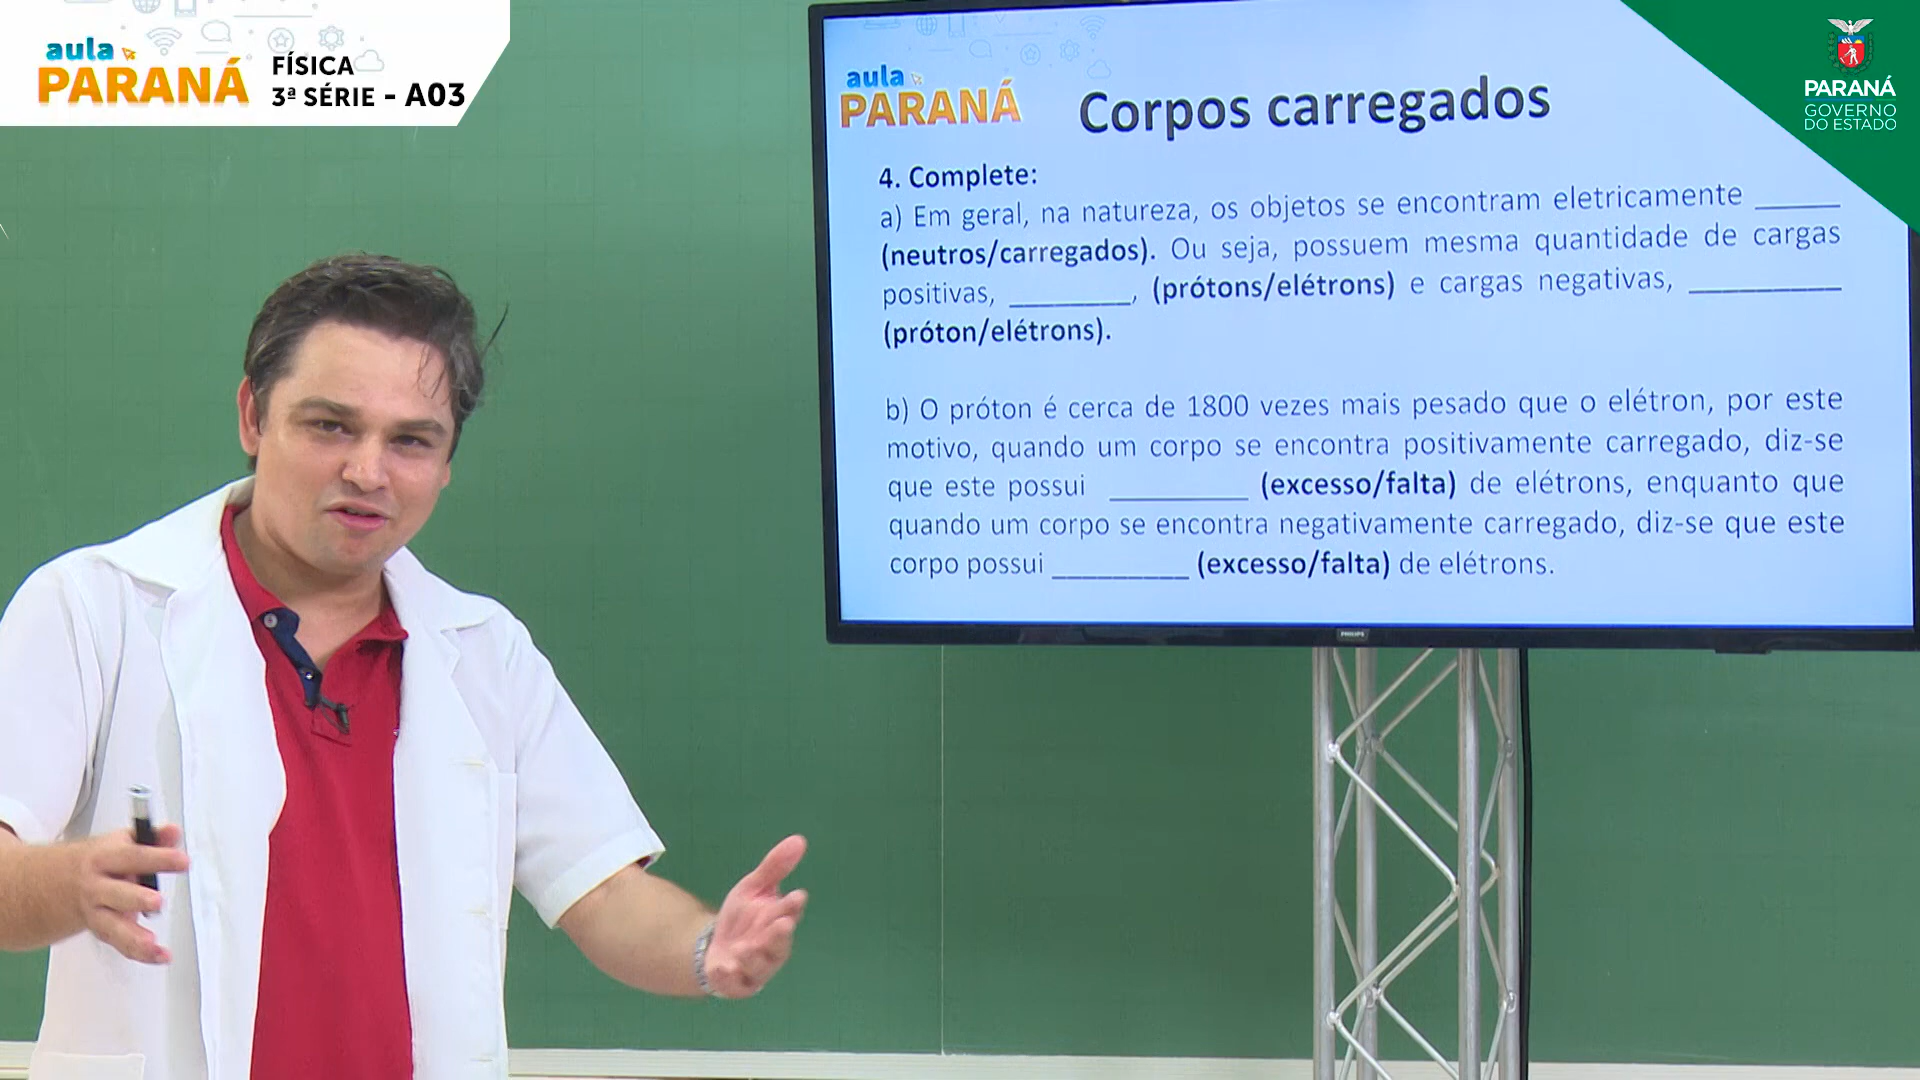 aula
PARANÁ
FÍSICA
3ª SÉRIE - A03
aula
PARANÁ
Corpos carregados
4. Complete:
a) Em geral, na natureza, os objetos se encontram eletricamente ______
(neutros/carregados). Ou seja, possuem mesma quantidade de cargas
positivas, ________, (prótons/elétrons) e cargas negativas, __________
(próton/elétrons).
b) O próton é cerca de 1800 vezes mais pesado que o elétron, por este
motivo, quando um corpo se encontra positivamente carregado, diz-se
que este possui _________ (excesso/falta) de elétrons, enquanto que
quando um corpo se encontra negativamente carregado, diz-se que este
corpo possui _________ (excesso/falta) de elétrons.
PHILIPS
PARANÁ
GOVERNO
DO ESTADO